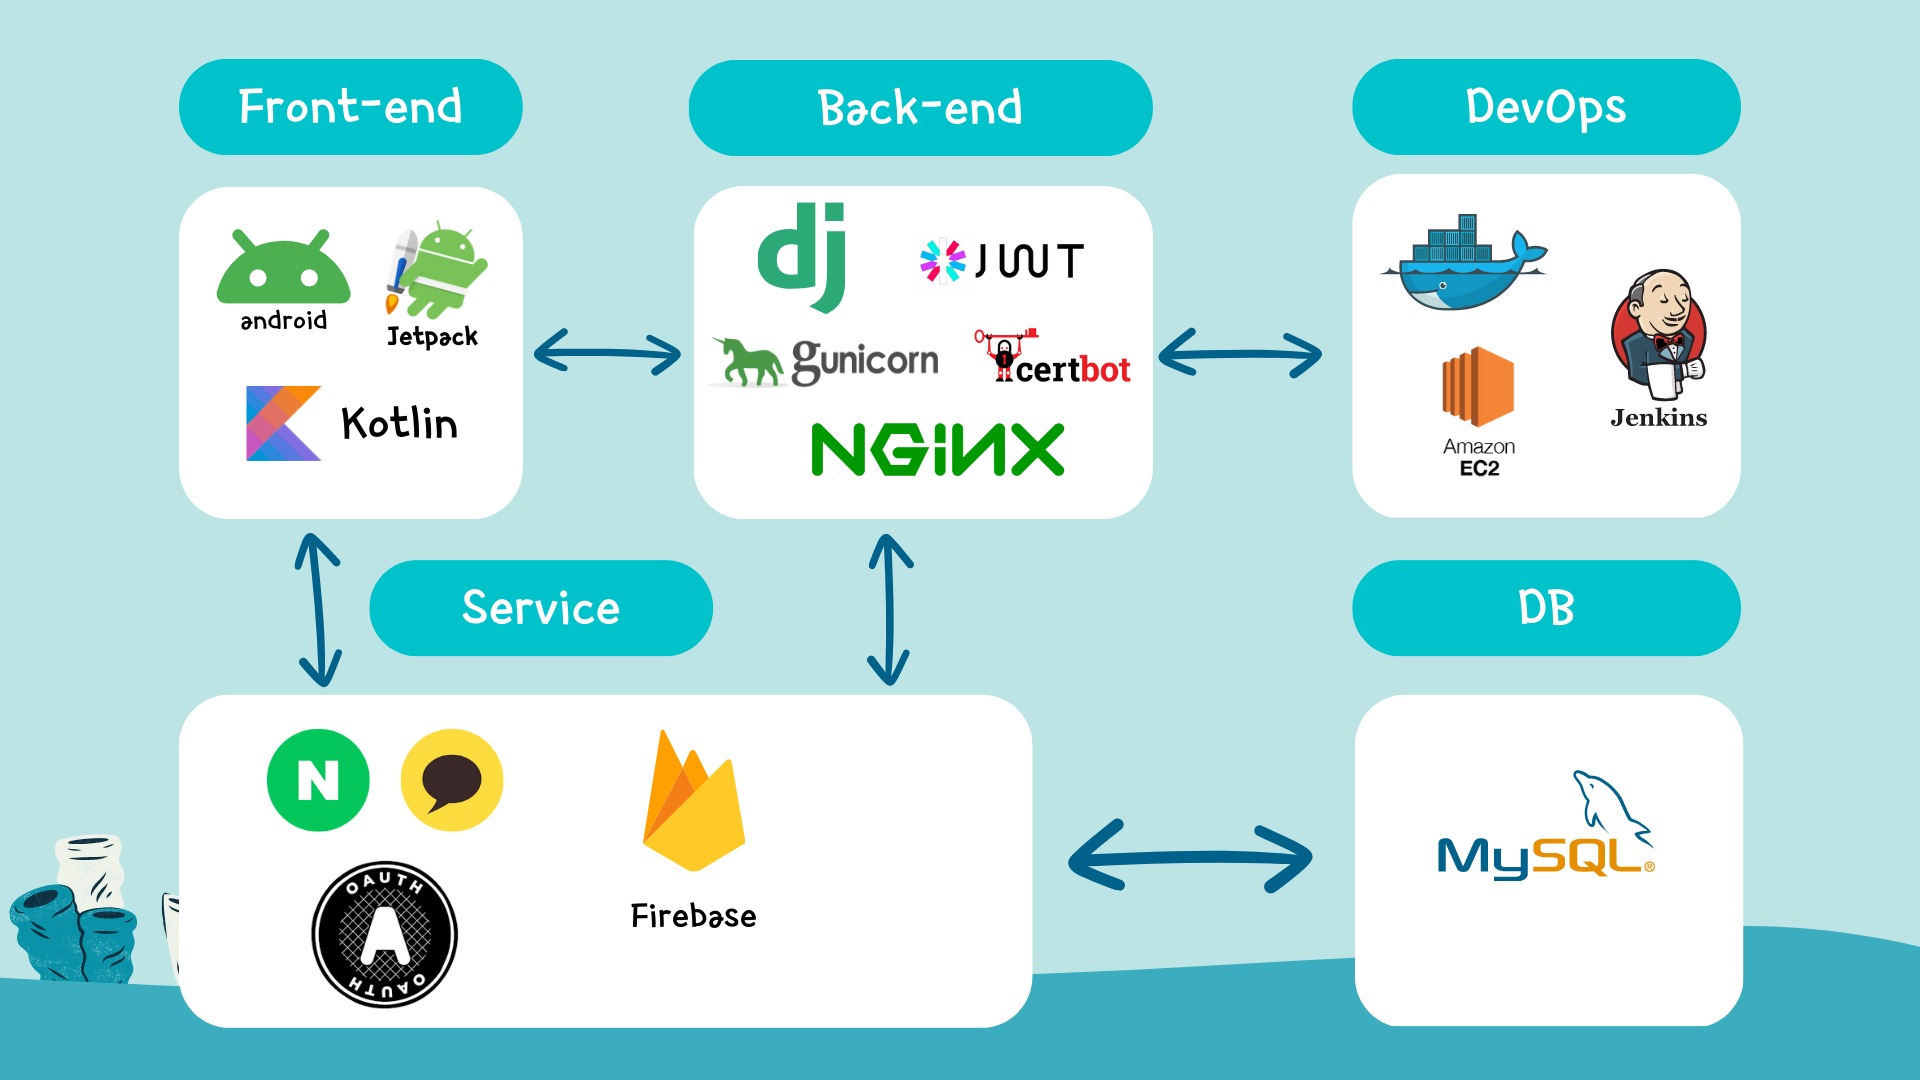 Front-end
Back-end
DevOps
android
Jetpack
Kotlin
dj
JWT
gunicorn
certbot
NGiNX
Amazon
EC2
Jenkins
Service
DB
N
OAUTH
A
OAUTH
Firebase
MySQL®